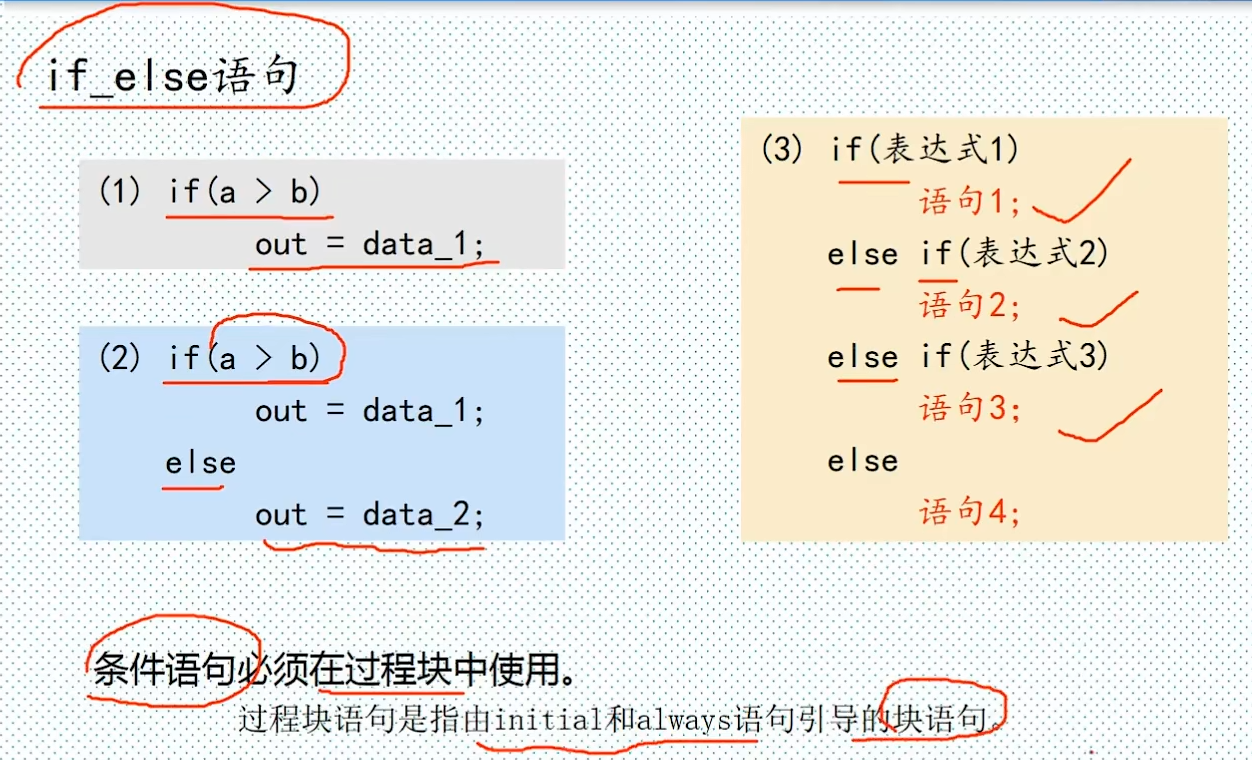 if_else语句
(1) if(a > b)
out = data_1;
(2) if(a > b)
out = data_1;
else
out = data_2;
(3) if(表达式1)
语句1;
else if(表达式2)
语句2;
else if(表达式3)
语句3;
else
语句4;
条件语句必须在过程块中使用。
过程块语句是指由initial和always语句引导的块语句。